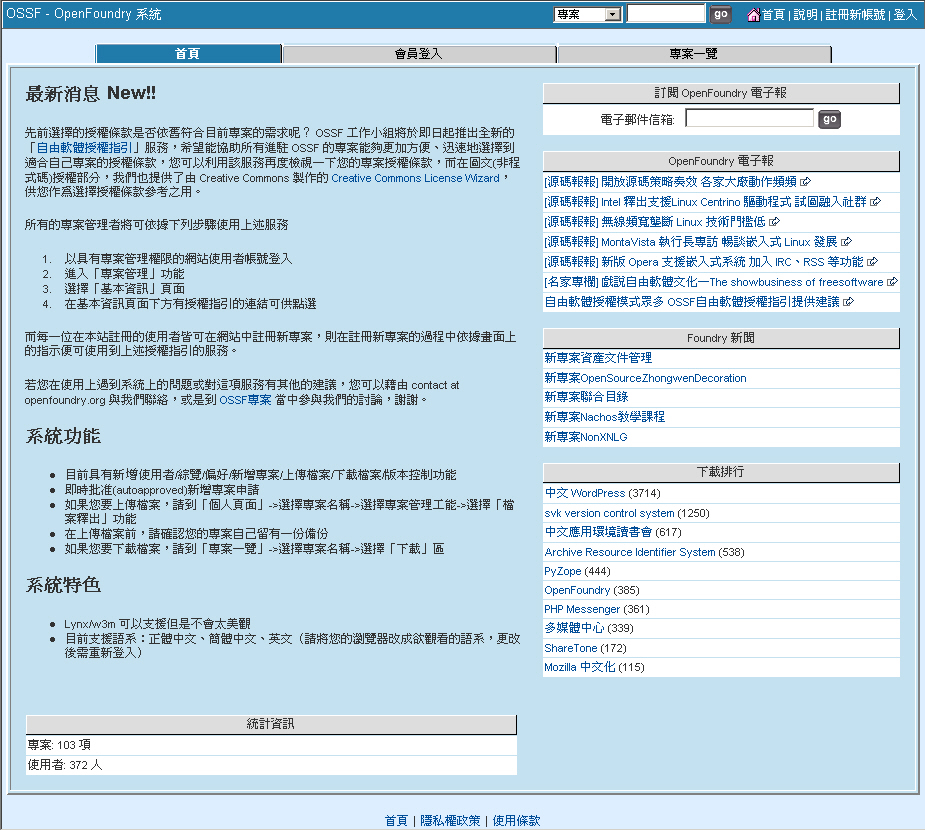 OSSF - OpenFoundry 系統
專案
go
首頁 | 說明 | 註冊新帳號 | 登入
首頁
會員登入
專案一覽
最新消息 New!!
先前選擇的授權條款是否依舊符合目前專案的需求呢？ OSSF 工作小組將於即日起推出全新的
「自由軟體授權指引」服務，希望能協助所有進駐 OSSF 的專案能夠更加方便、迅速地選擇到
適合自己專案的授權條款，您可以利用該服務再度檢視一下您的專案授權條款，而在圖文(非程
式碼)授權部分，我們也提供了由 Creative Commons 製作的 Creative Commons License Wizard，
供您作為選擇授權條款參考之用。
所有的專案管理者將可依據下列步驟使用上述服務
1. 以具有專案管理權限的網站使用者帳號登入
2. 進入「專案管理」功能
3. 選擇「基本資訊」頁面
4. 在基本資訊頁面下方有授權指引的連結可供點選
而每一位在本站註冊的使用者皆可在網站中註冊新專案，則在註冊新專案的過程中依據畫面上
的指示便可使用到上述授權指引的服務。
若您在使用上遇到系統上的問題或對這項服務有其他的建議，您可以藉由 contact at
openfoundry.org 與我們聯絡，或是到 OSSF專案 當中參與我們的討論，謝謝。
系統功能
目前具有新增使用者/綜覽/偏好/新增專案/上傳檔案/下載檔案/版本控制功能
即時批准(autoapproved)新增專案申請
如果您要上傳檔案，請到「個人頁面」->選擇專案名稱->選擇專案管理工能->選擇「檔
案釋出」功能
在上傳檔案前，請確認您的專案自己留有一份備份
如果您要下載檔案，請到「專案一覽」->選擇專案名稱->選擇「下載」區
系統特色
Lynx/w3m 可以支援但是不會太美觀
目前支援語系：正體中文、簡體中文、英文（請將您的瀏覽器改成欲觀看的語系，更改
後需重新登入）
統計資訊
專案: 103 項
使用者: 372 人
訂閱 OpenFoundry 電子報
電子郵件信箱:
go
OpenFoundry 電子報
[源碼報報] 開放源碼策略奏效 各家大廠動作頻頻
[源碼報報] Intel 釋出支援Linux Centrino 驅動程式 試圖融入社群
[源碼報報] 無線頻寬壟斷 Linux 技術門檻低
[源碼報報] MontaVista 執行長專訪 暢談嵌入式 Linux 發展
[源碼報報] 新版 Opera 支援嵌入式系統 加入 IRC、RSS 等功能
[名家專欄] 戲說自由軟體文化—The showbusiness of freesoftware
自由軟體授權模式眾多 OSSF自由軟體授權指引提供建議
Foundry 新聞
新專案資產文件管理
新專案OpenSourceZhongwenDecoration
新專案聯合目錄
新專案Nachos教學課程
新專案NonXNLG
下載排行
中文 WordPress (3714)
svk version control system (1250)
中文應用環境讀書會 (617)
Archive Resource Identifier System (538)
PyZope (444)
OpenFoundry (385)
PHP Messenger (361)
多媒體中心 (339)
ShareTone (172)
Mozilla 中文化 (115)
首頁 | 隱私權政策 | 使用條款